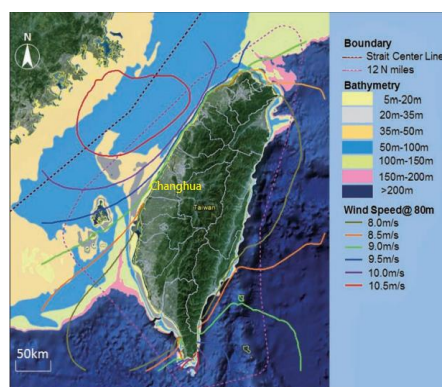 N
Changhua
Taiwan
50km
Boundary
Strait Center Line
12 N miles
Bathymetry
5m-20m
20m-35m
35m-50m
50m-100m
100m-150m
150m-200m
>200m
Wind Speed@ 80m
8.0m/s
8.5m/s
9.0m/s
9.5m/s
10.0m/s
10.5m/s